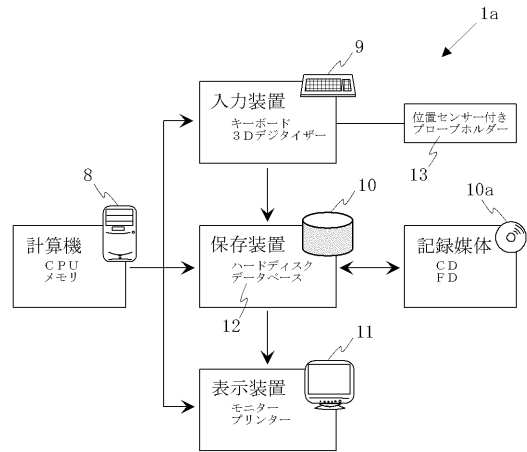 1a
9
入力装置
キーボード
３Ｄデジタイザー
位置センサー付き
プローブホルダー
13
8
計算機
ＣＰＵ
メモリ
10
保存装置
ハードディスク
データベース
12
10a
記録媒体
ＣＤ
ＦＤ
11
表示装置
モニター
プリンター